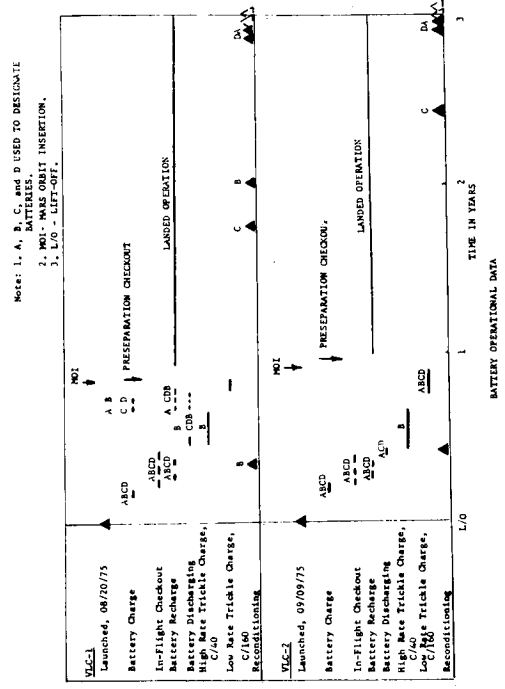 Note: 1. A, B, C, and D USED TO DESIGNATE
BATTERIES.
2. MOI- MARS ORBIT INSERTION.
3. L/O - LIFT-OFF.
VLC-1
Launched, 08/20/75
MOI
Battery Charge
ABCD
A B
C D
PRESEPARATION CHECKOUT
In-Flight Checkout
ABCD
Battery Recharge
ABCD
B
A CDB
LANDED OPERATION
Battery Discharging
CDB
High Rate Trickle Charge,
C/40
B
Low Rate Trickle Charge,
C/160
Reconditioning
B
C
B
DA
VLC-2
Launched, 09/09/75
MOI
Battery Charge
ABCD
PRESEPARATION CHECKOU.
In-Flight Checkout
ABCD
Battery Recharge
ABCD
LANDED OPERATION
Battery Discharging
ACD
High Rate Trickle Charge,
C/40
B
Low Rate Trickle Charge,
C/160
ABCD
Reconditioning
C
DA
L/O
1
2
3
TIME IN YEARS
BATTERY OPERATIONAL DATA